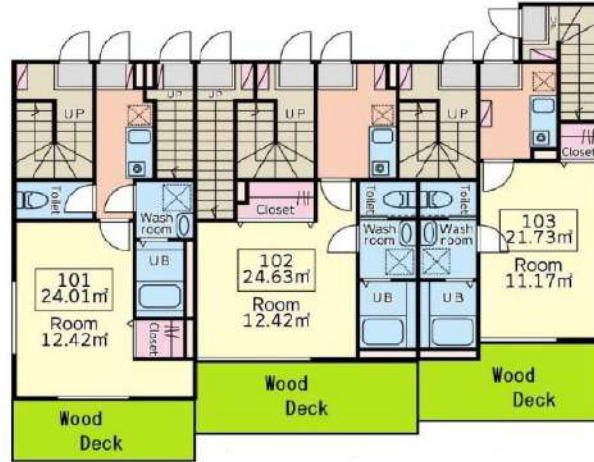 UP
UP
UP
UP
UP
UP
Closet
Toilet
Wash
room
UB
101
24.01㎡
Room
12.42㎡
Closet
Wood
Deck
Closet
102
24.63㎡
Room
12.42㎡
Toilet
Wash
room
UB
Wood
Deck
Toilet
Wash
room
UB
103
21.73㎡
Room
11.17㎡
Wood
Deck